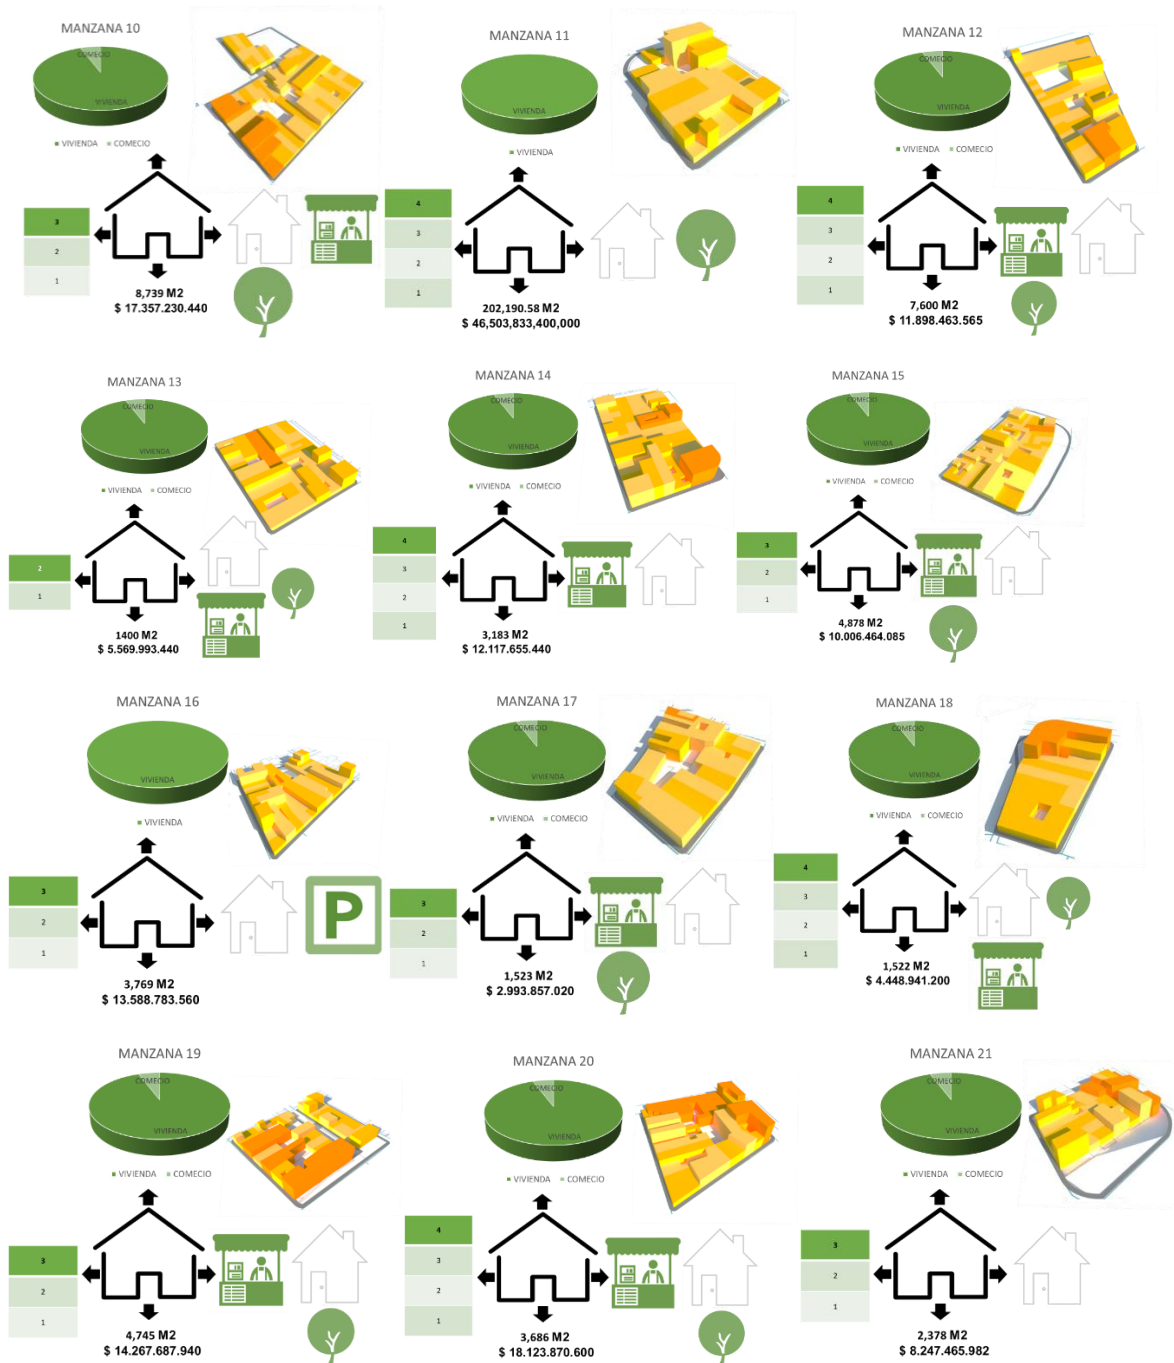 MANZANA 10
COMECIO
VIVIENDA
VIVIENDA COMECIO
3
2
1
8,739 M2
$ 17.357.230.440
MANZANA 11
VIVIENDA
VIVIENDA
4
3
2
1
202,190.58 M2
$ 46,503,833,400,000
MANZANA 12
COMECIO
VIVIENDA
VIVIENDA COMECIO
4
3
2
1
7,600 M2
$ 11.898.463.565
MANZANA 13
COMECIO
VIVIENDA
VIVIENDA COMECIO
2
1
1400 M2
$ 5.569.993.440
MANZANA 14
COMECIO
VIVIENDA
VIVIENDA COMECIO
4
3
2
1
3,183 M2
$ 12.117.655.440
MANZANA 15
COMECIO
VIVIENDA
VIVIENDA COMECIO
3
2
1
4,878 M2
$ 10.006.464.085
MANZANA 16
VIVIENDA
VIVIENDA
3
2
1
P
3,769 M2
$ 13.588.783.560
MANZANA 17
COMECIO
VIVIENDA
VIVIENDA COMECIO
3
2
1
1,523 M2
$ 2.993.857.020
MANZANA 18
COMECIO
VIVIENDA
VIVIENDA COMECIO
4
3
2
1
1,522 M2
$ 4.448.941.200
MANZANA 19
COMECIO
VIVIENDA
VIVIENDA COMECIO
3
2
1
4,745 M2
$ 14.267.687.940
MANZANA 20
COMECIO
VIVIENDA
VIVIENDA COMECIO
4
3
2
1
3,686 M2
$ 18.123.870.600
MANZANA 21
COMECIO
VIVIENDA
VIVIENDA COMECIO
3
2
1
2,378 M2
$ 8.247.465.982